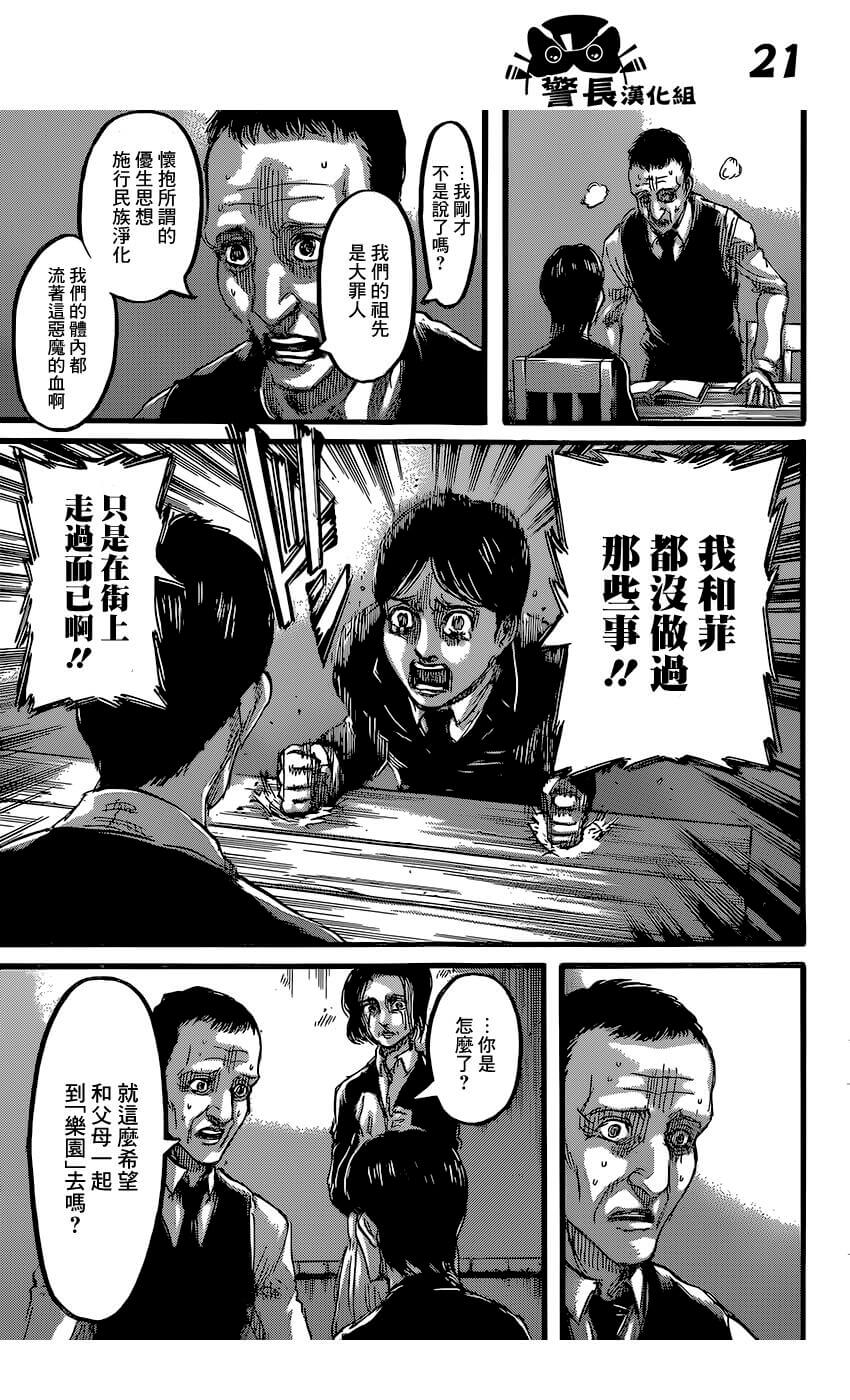 警長漢化組
21
…我剛才
不是說了嗎？
我們的祖先
是大罪人
懷抱所謂的
優生思想
施行民族淨化
我們的體內都
流著這惡魔的血啊
我和菲
都沒做過
那些事！！
只是在街上
走過而已啊！！
…你是
怎麼了？
就這麼希望
和父母一起
到「樂園」去嗎？